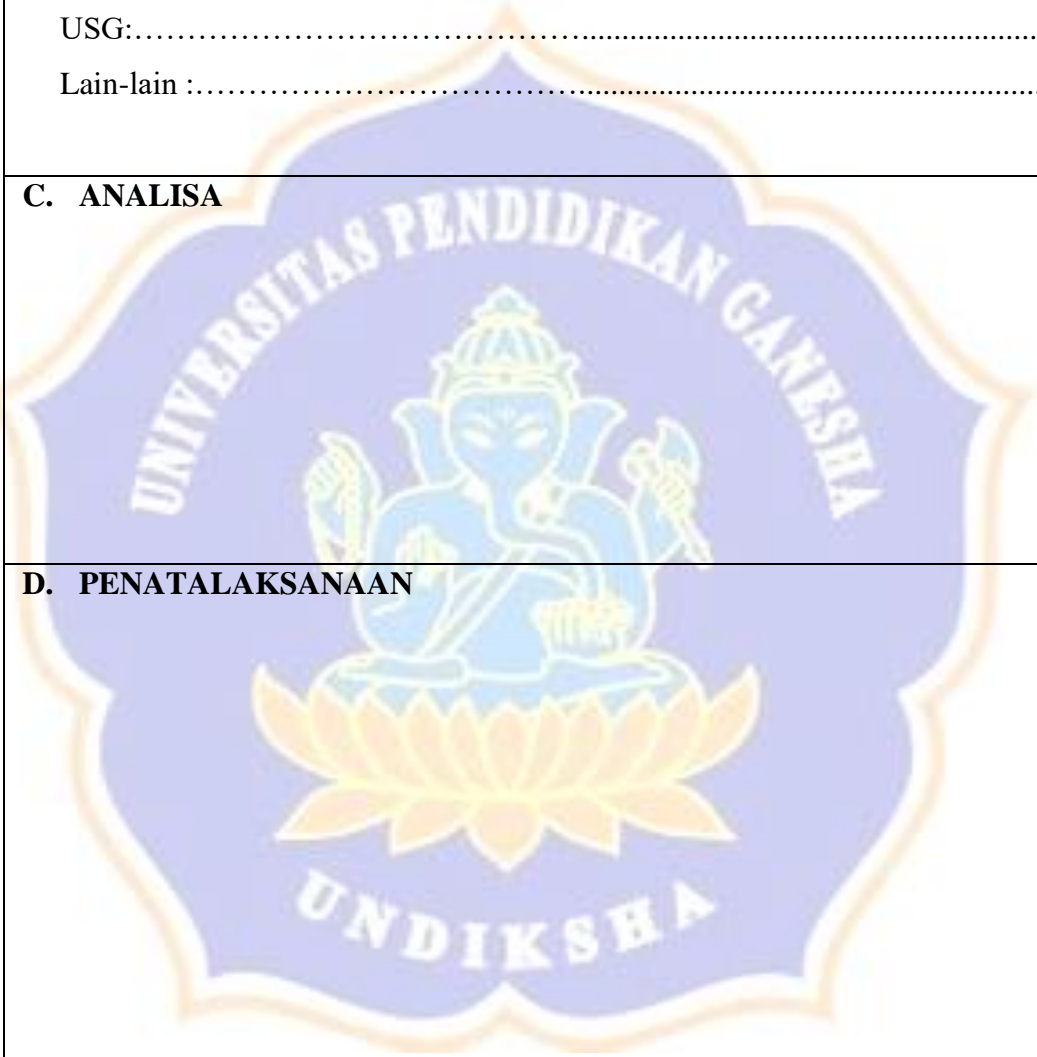 USG:……………………………………...........................................................
Lain-lain :………………………………...........................................................
C. ANALISA
UNIVERSITAS PENDIDIKAN GANESHA
D. PENATALAKSANAAN
UNDIKSHA